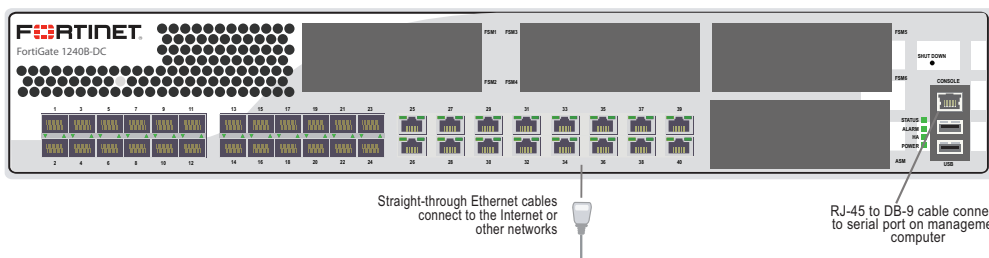 FORTINET.
FortiGate 1240B-DC
FSM1 FSM3
FSM2 FSM4
FSM5
FSM6
SHUT DOWN
CONSOLE
1 3 5 7 9 11 13 15 17 19 21 23 25 27 29 31 33 35 37 39
2 4 6 8 10 12 14 16 18 20 22 24 26 28 30 32 34 36 38 40
STATUS
ALARM
HA
POWER
ASM
USB
Straight-through Ethernet cables
connect to the Internet or
other networks
RJ-45 to DB-9 cable conne
to serial port on manageme
computer